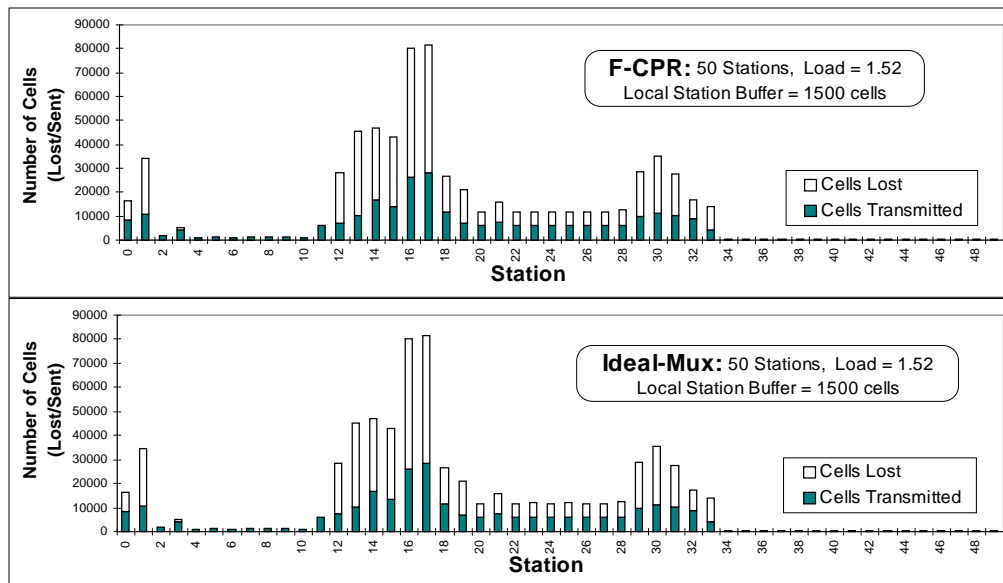 90000
80000
70000
60000
50000
40000
30000
20000
10000
0
Number of Cells
(Lost/Sent)
F-CPR: 50 Stations, Load = 1.52
Local Station Buffer = 1500 cells
Cells Lost
Cells Transmitted
0 2 4 6 8 10 12 14 16 18 20 22 24 26 28 30 32 34 36 38 40 42 44 46 48
Station
90000
80000
70000
60000
50000
40000
30000
20000
10000
0
Number of Cells
(Lost/Sent)
Ideal-Mux: 50 Stations, Load = 1.52
Local Station Buffer = 1500 cells
Cells Lost
Cells Transmitted
0 2 4 6 8 10 12 14 16 18 20 22 24 26 28 30 32 34 36 38 40 42 44 46 48
Station